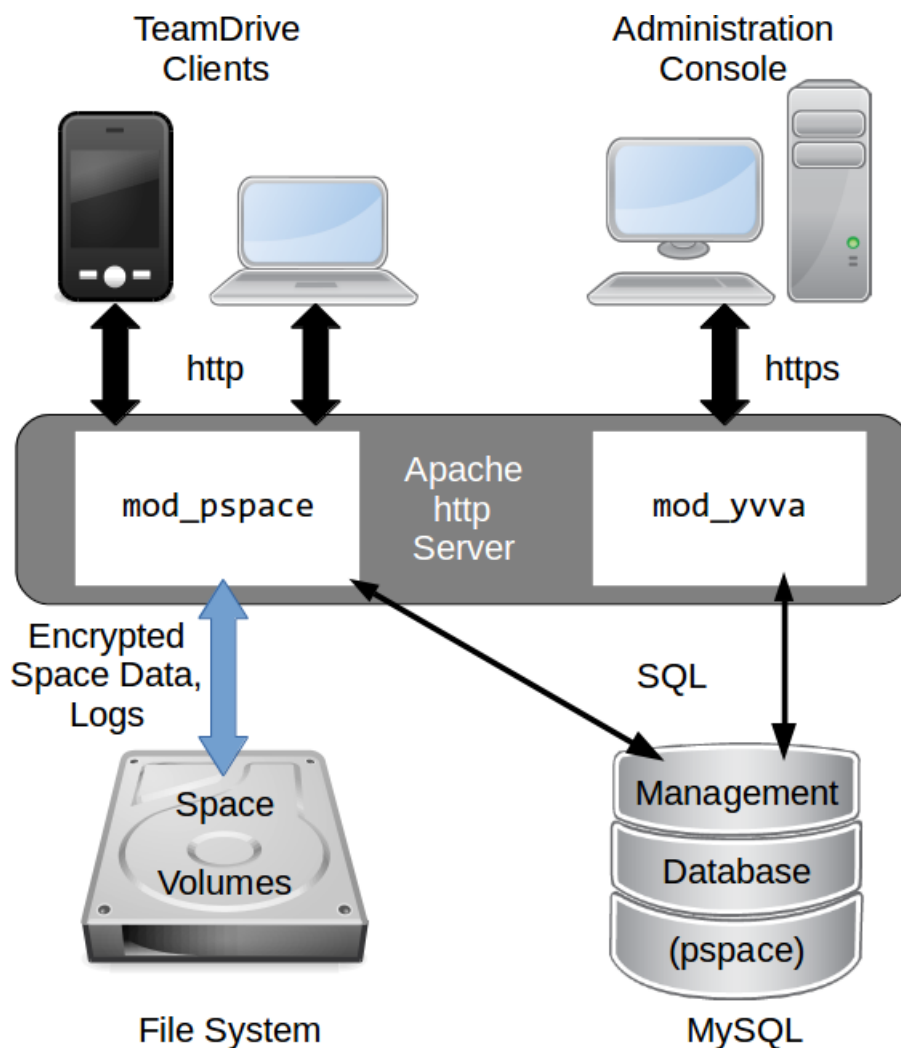 TeamDrive
Clients
Administration
Console
http
https
mod_pspace
Apache
http
Server
mod_yvva
Encrypted
Space Data,
Logs
SQL
Space
Volumes
Management
Database
(pspace)
File System
MySQL